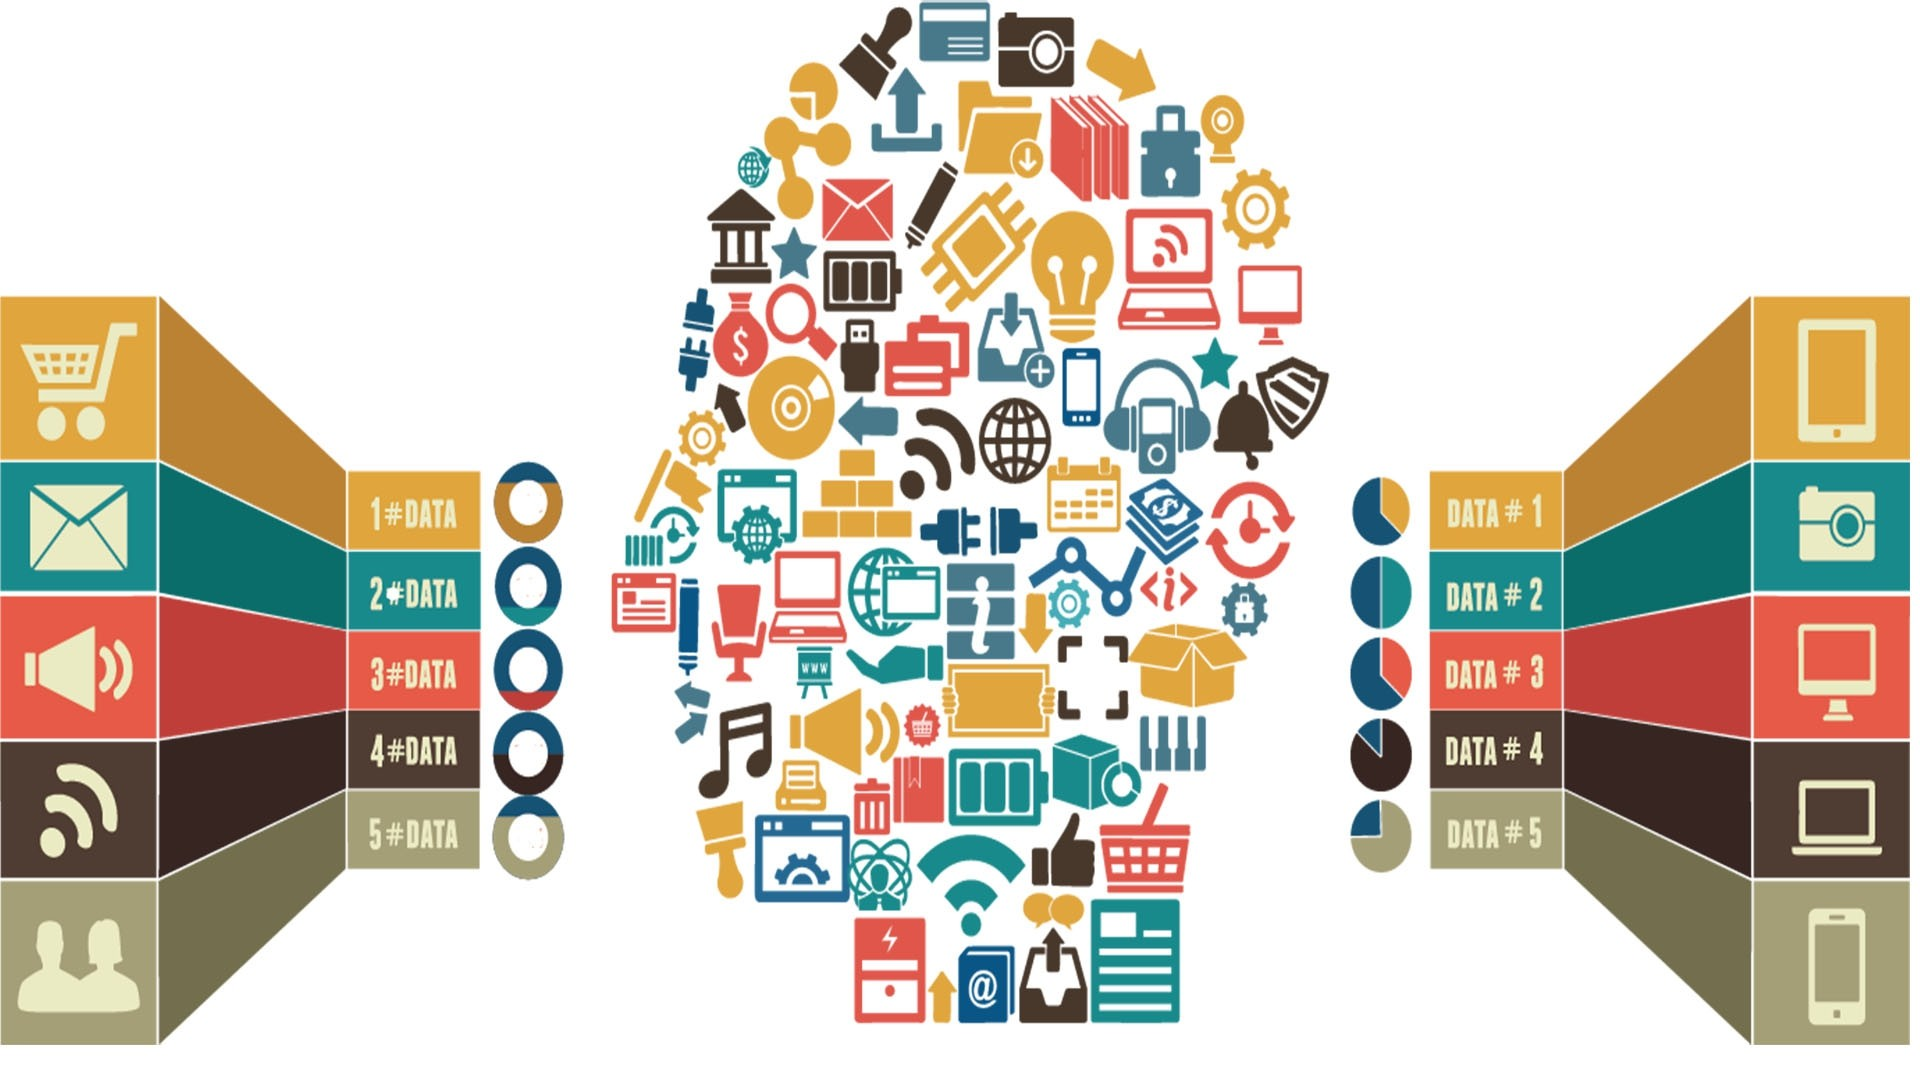 1#DATA
2#DATA
3#DATA
4#DATA
5#DATA
$
$
i
i
WWW
@
DATA # 1
DATA # 2
DATA # 3
DATA # 4
DATA # 5